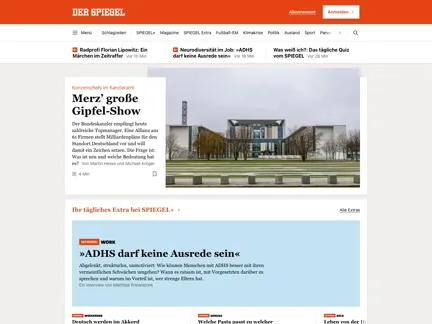 DER SPIEGEL
Abonnement
Anmelden
Menü
Schlagzeilen
SPIEGEL+
Magazine
SPIEGEL Extra
Fußball-EM
Klimakrise
Politik
Ausland
Sport
Radprofi Florian Lipowitz: Ein
Märchen im Zeitraffer Vor 15 Min
Neurodiversität im Job: »ADHS
darf keine Ausrede sein« Vor 18 Min
Was weiß ich?: Das tägliche Quiz
vom SPIEGEL Vor 28 Min
Konzernchefs im Kanzleramt
Merz’ große
Gipfel-Show
Der Bundeskanzler empfängt heute
zahlreiche Topmanager. Eine Allianz aus
61 Firmen stellt Milliardenpläne für den
Standort Deutschland vor und will
damit ein Zeichen setzen. Die Frage ist:
Was ist neu und welche Bedeutung hat
es? Von Martin Hesse und Michael Kröger
4 Min
Ihr tägliches Extra bei SPIEGEL+
Alle Extras
WORK
»ADHS darf keine Ausrede sein«
Abgelenkt, strukturlos, unmotiviert: Wie können Menschen mit ADHS besser mit ihren
vermeintlichen Schwächen umgehen? Wann es ratsam ist, mit Vorgesetzten darüber zu
sprechen und warum im Vorteil ist, wer strenge Eltern hat.
Ein Interview von Matthias Kreienbrink
Deutsch werden im Akkord
Welche Pasta passt zu welcher
Leben von der